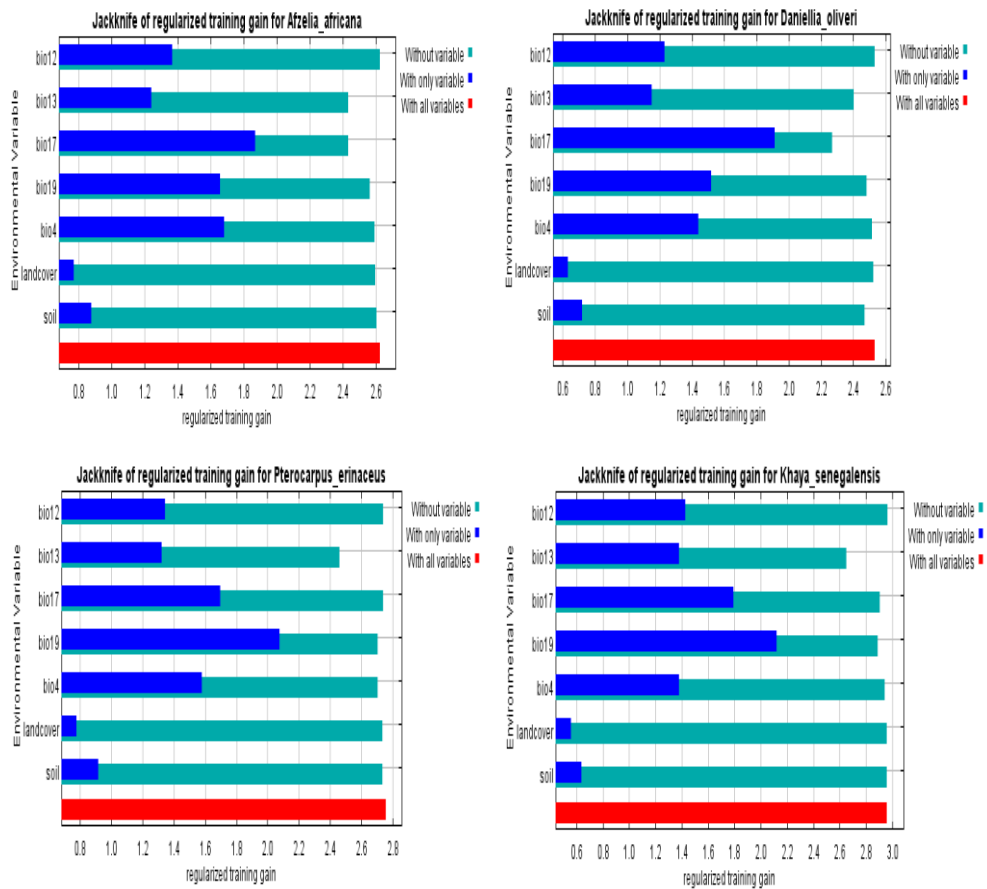 Jackknife of regularized training gain for Afzelia_africana
Environmental Variable
bio12
bio13
bio17
bio19
bio4
landcover
soil
Without variable
With only variable
With all variables
0.8 1.0 1.2 1.4 1.6 1.8 2.0 2.2 2.4 2.6
regularized training gain
Jackknife of regularized training gain for Daniellia_oliveri
Environmental Variable
bio12
bio13
bio17
bio19
bio4
landcover
soil
Without variable
With only variable
With all variables
0.6 0.8 1.0 1.2 1.4 1.6 1.8 2.0 2.2 2.4 2.6
regularized training gain
Jackknife of regularized training gain for Pterocarpus_erinaceus
Environmental Variable
bio12
bio13
bio17
bio19
bio4
landcover
soil
Without variable
With only variable
With all variables
0.8 1.0 1.2 1.4 1.6 1.8 2.0 2.2 2.4 2.6 2.8
regularized training gain
Jackknife of regularized training gain for Khaya_senegalensis
Environmental Variable
bio12
bio13
bio17
bio19
bio4
landcover
soil
Without variable
With only variable
With all variables
0.6 0.8 1.0 1.2 1.4 1.6 1.8 2.0 2.2 2.4 2.6 2.8 3.0
regularized training gain